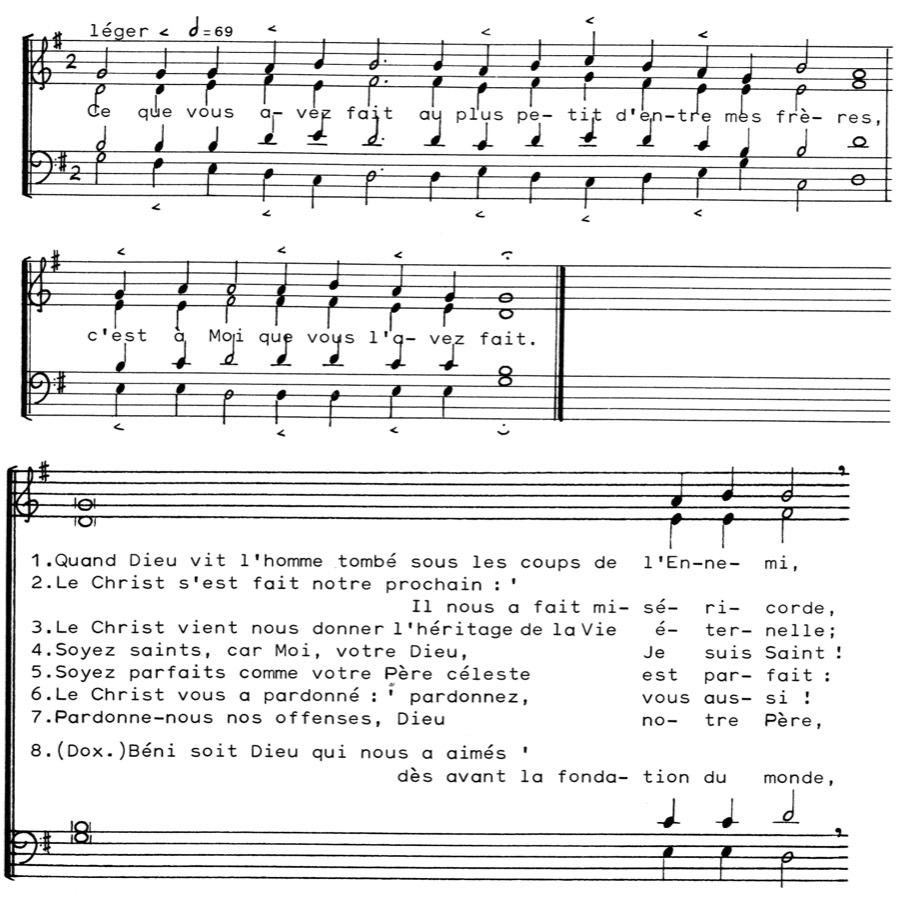 léger = 69
2
Ce que vous a- vez fait au plus pe- tit d'en-tre mes frè- res,
2
c'est à Moi que vous l'a- vez fait.
1.Quand Dieu vit l'homme tombé sous les coups de l'En-ne- mi,
2.Le Christ s'est fait notre prochain : '
Il nous a fait mi- sé- ri- corde,
3.Le Christ vient nous donner l'héritage de la Vie é- ter- nelle;
4.Soyez saints, car Moi, votre Dieu, Je suis Saint !
5.Soyez parfaits comme votre Père céleste est par- fait :
6.Le Christ vous a pardonné : ' pardonnez, vous aus- si !
7.Pardonne-nous nos offenses, Dieu no- tre Père,
8.(Dox.)Béni soit Dieu qui nous a aimés '
dès avant la fonda- tion du monde,